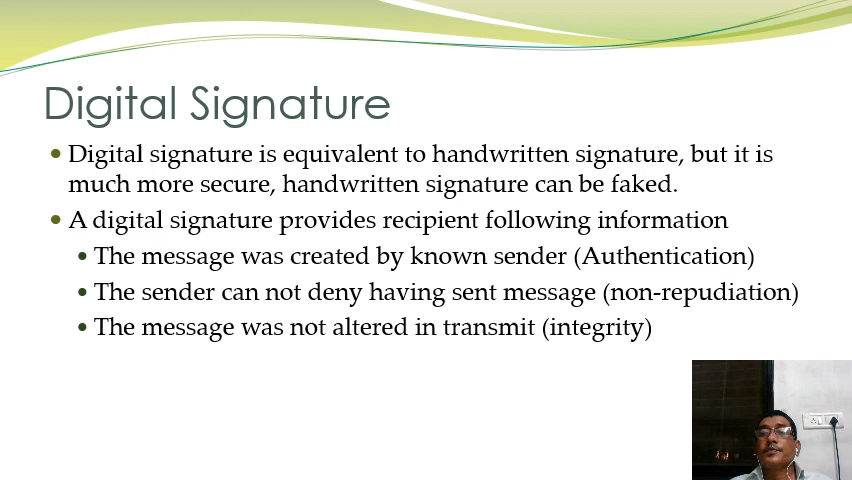 Digital Signature
Digital signature is equivalent to handwritten signature, but it is
much more secure, handwritten signature can be faked.
A digital signature provides recipient following information
The message was created by known sender (Authentication)
The sender can not deny having sent message (non-repudiation)
The message was not altered in transmit (integrity)